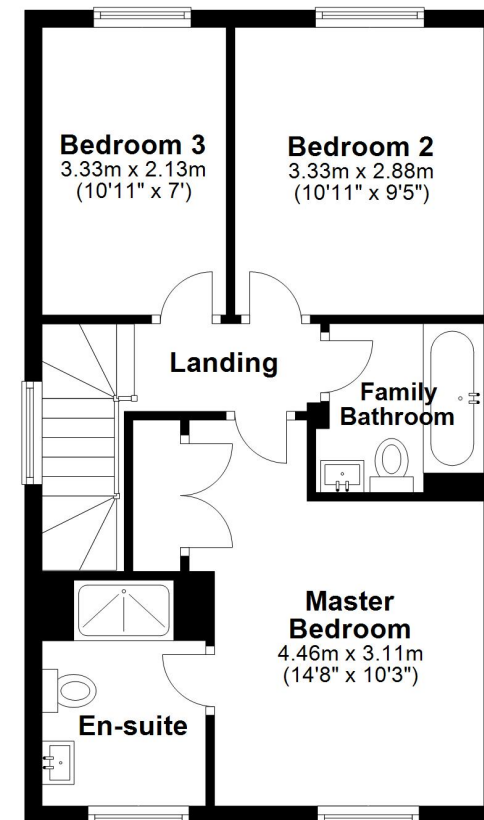 Bedroom 3
3.33m x 2.13m
(10'11" x 7')
Bedroom 2
3.33m x 2.88m
(10'11" x 9'5")
Landing
Family
Bathroom
Master
Bedroom
4.46m x 3.11m
(14'8" x 10'3")
En-suite